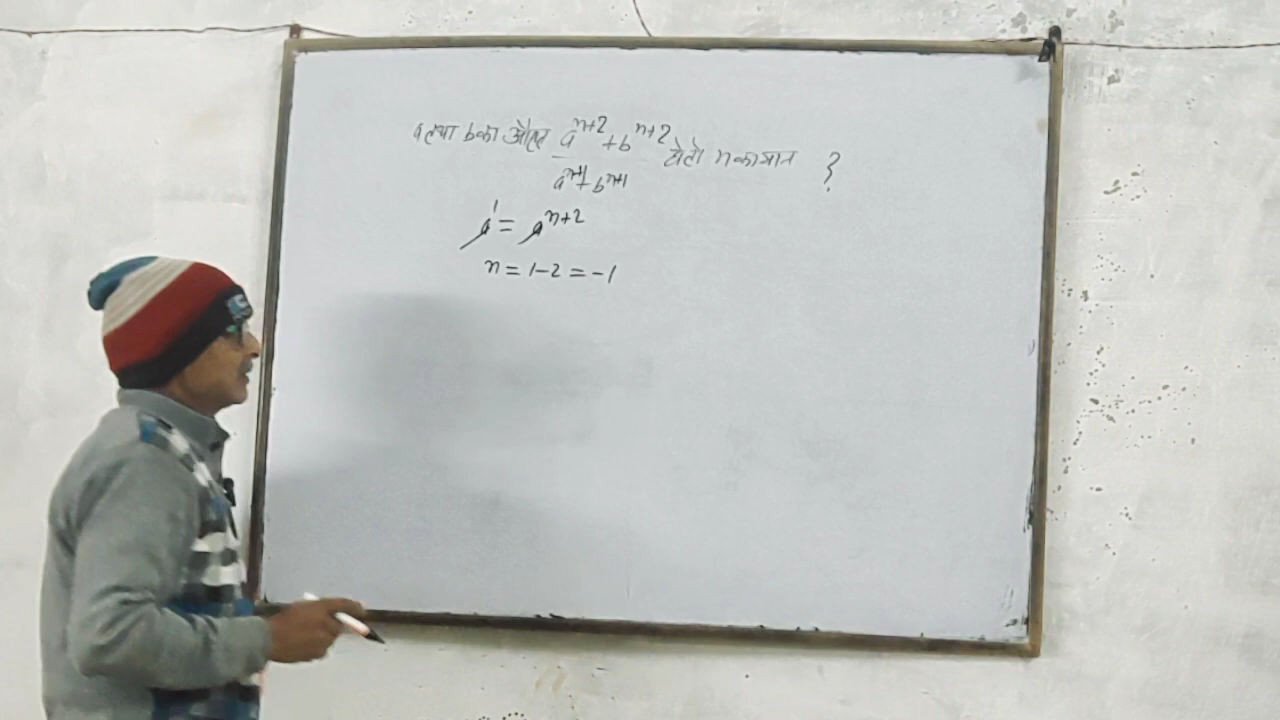 a तथा b का औसत a^{n+2} + b^{n+2} / a^{n+1} + b^{n+1} हो तो n का मान ?
a^1 = a^{n+2}
n = 1-2 = -1